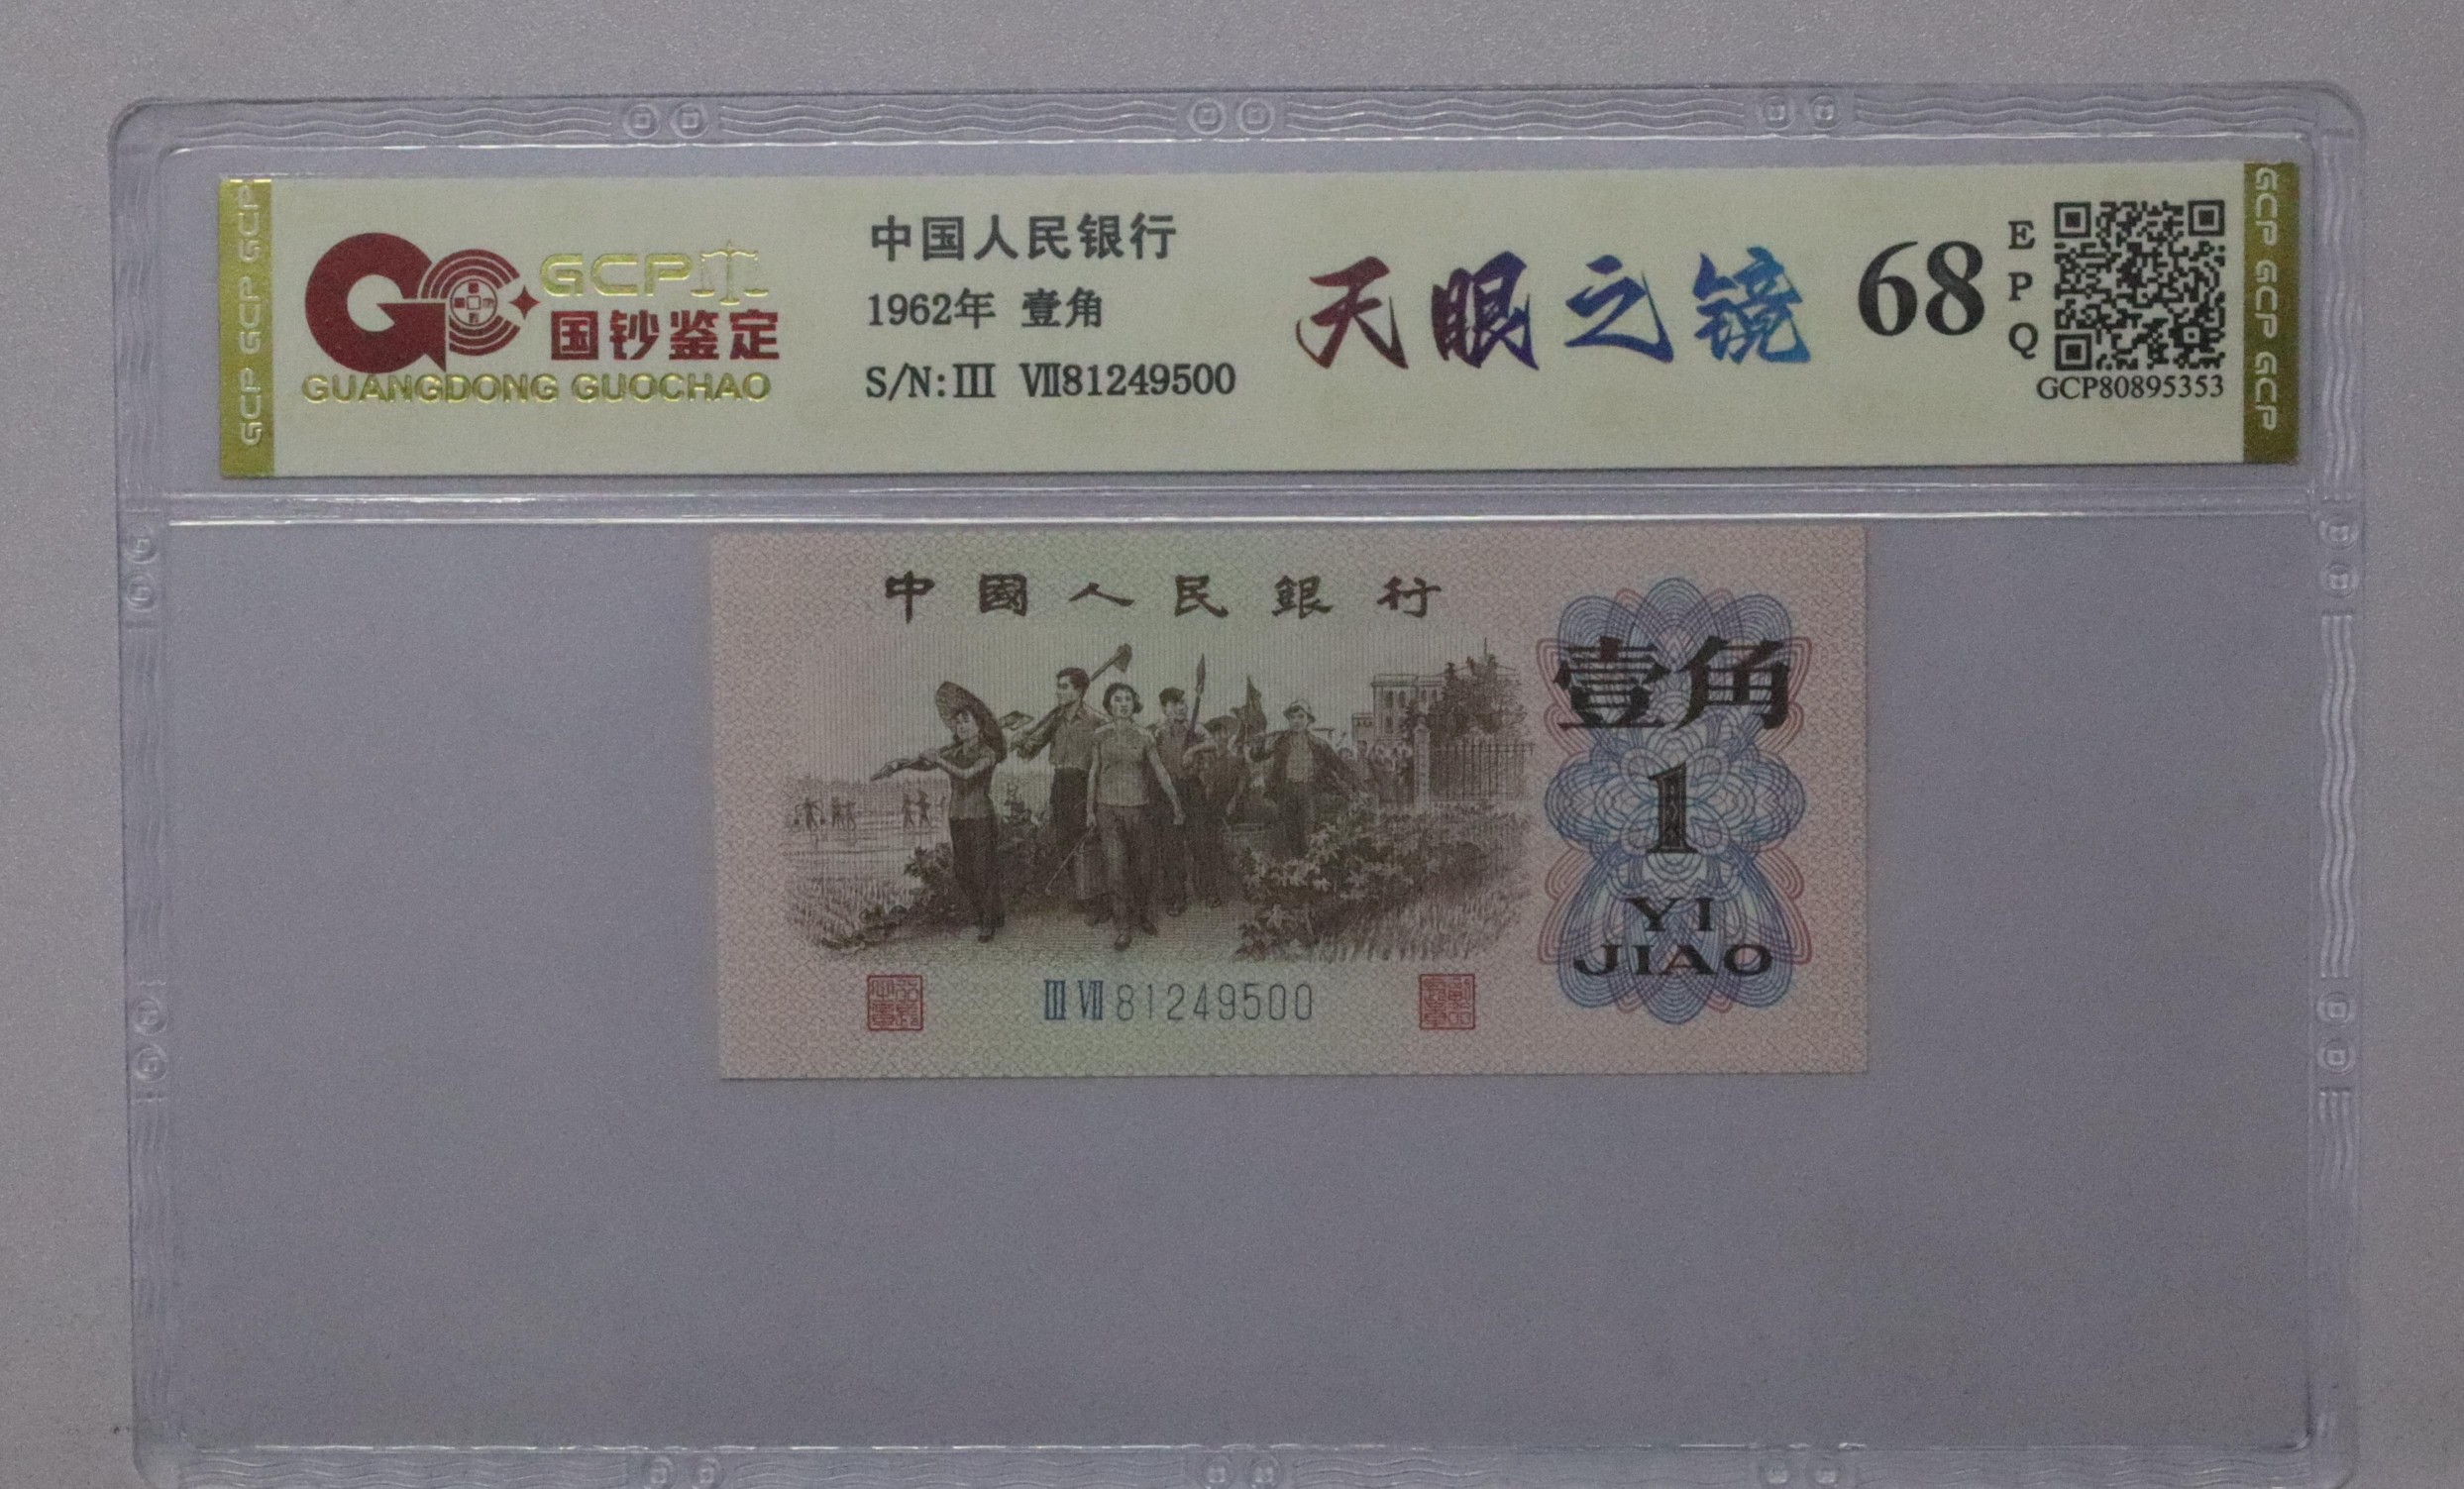 GCP
国钞鉴定
GUANGDONG GUOCHAO
中国人民银行
1962年 壹角
S/N:III VII81249500
天眼之镜
68
EPQ
GCP80895353
GCP GCP GCP
GCP GCP GCP
中國人民銀行
壹角
1
YI
JIAO
III VII 81249500